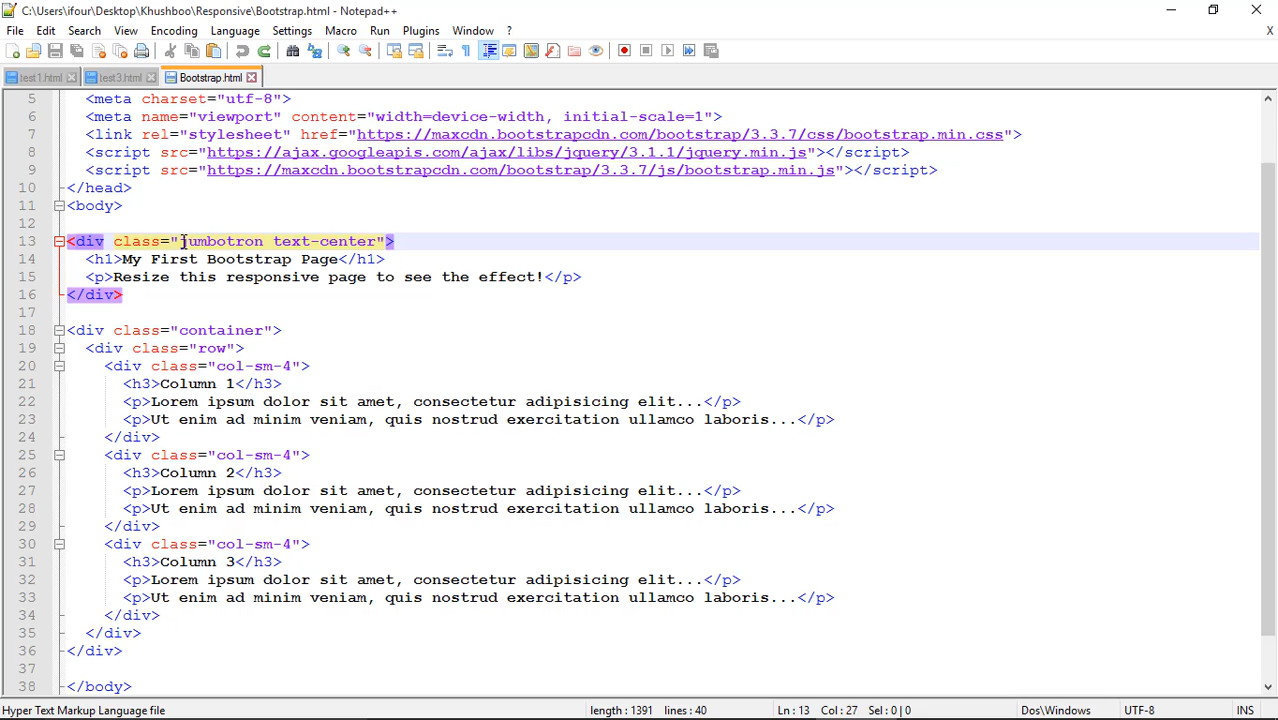 C:\Users\ifour\Desktop\Khushboo\Responsive\Bootstrap.html - Notepad++
File Edit Search View Encoding Language Settings Macro Run Plugins Window ? X
test1.html test3.html Bootstrap.html
5 <meta charset="utf-8">
6 <meta name="viewport" content="width=device-width, initial-scale=1">
7 <link rel="stylesheet" href="https://maxcdn.bootstrapcdn.com/bootstrap/3.3.7/css/bootstrap.min.css">
8 <script src="https://ajax.googleapis.com/ajax/libs/jquery/3.1.1/jquery.min.js"></script>
9 <script src="https://maxcdn.bootstrapcdn.com/bootstrap/3.3.7/js/bootstrap.min.js"></script>
10 </head>
11 <body>
12
13 <div class="jumbotron text-center">
14 <h1>My First Bootstrap Page</h1>
15 <p>Resize this responsive page to see the effect!</p>
16 </div>
17
18 <div class="container">
19 <div class="row">
20 <div class="col-sm-4">
21 <h3>Column 1</h3>
22 <p>Lorem ipsum dolor sit amet, consectetur adipisicing elit...</p>
23 <p>Ut enim ad minim veniam, quis nostrud exercitation ullamco laboris...</p>
24 </div>
25 <div class="col-sm-4">
26 <h3>Column 2</h3>
27 <p>Lorem ipsum dolor sit amet, consectetur adipisicing elit...</p>
28 <p>Ut enim ad minim veniam, quis nostrud exercitation ullamco laboris...</p>
29 </div>
30 <div class="col-sm-4">
31 <h3>Column 3</h3>
32 <p>Lorem ipsum dolor sit amet, consectetur adipisicing elit...</p>
33 <p>Ut enim ad minim veniam, quis nostrud exercitation ullamco laboris...</p>
34 </div>
35 </div>
36 </div>
37
38 </body>
Hyper Text Markup Language file length : 1391 lines : 40 Ln : 13 Col : 27 Sel : 0 | 0 Dos\Windows UTF-8 INS